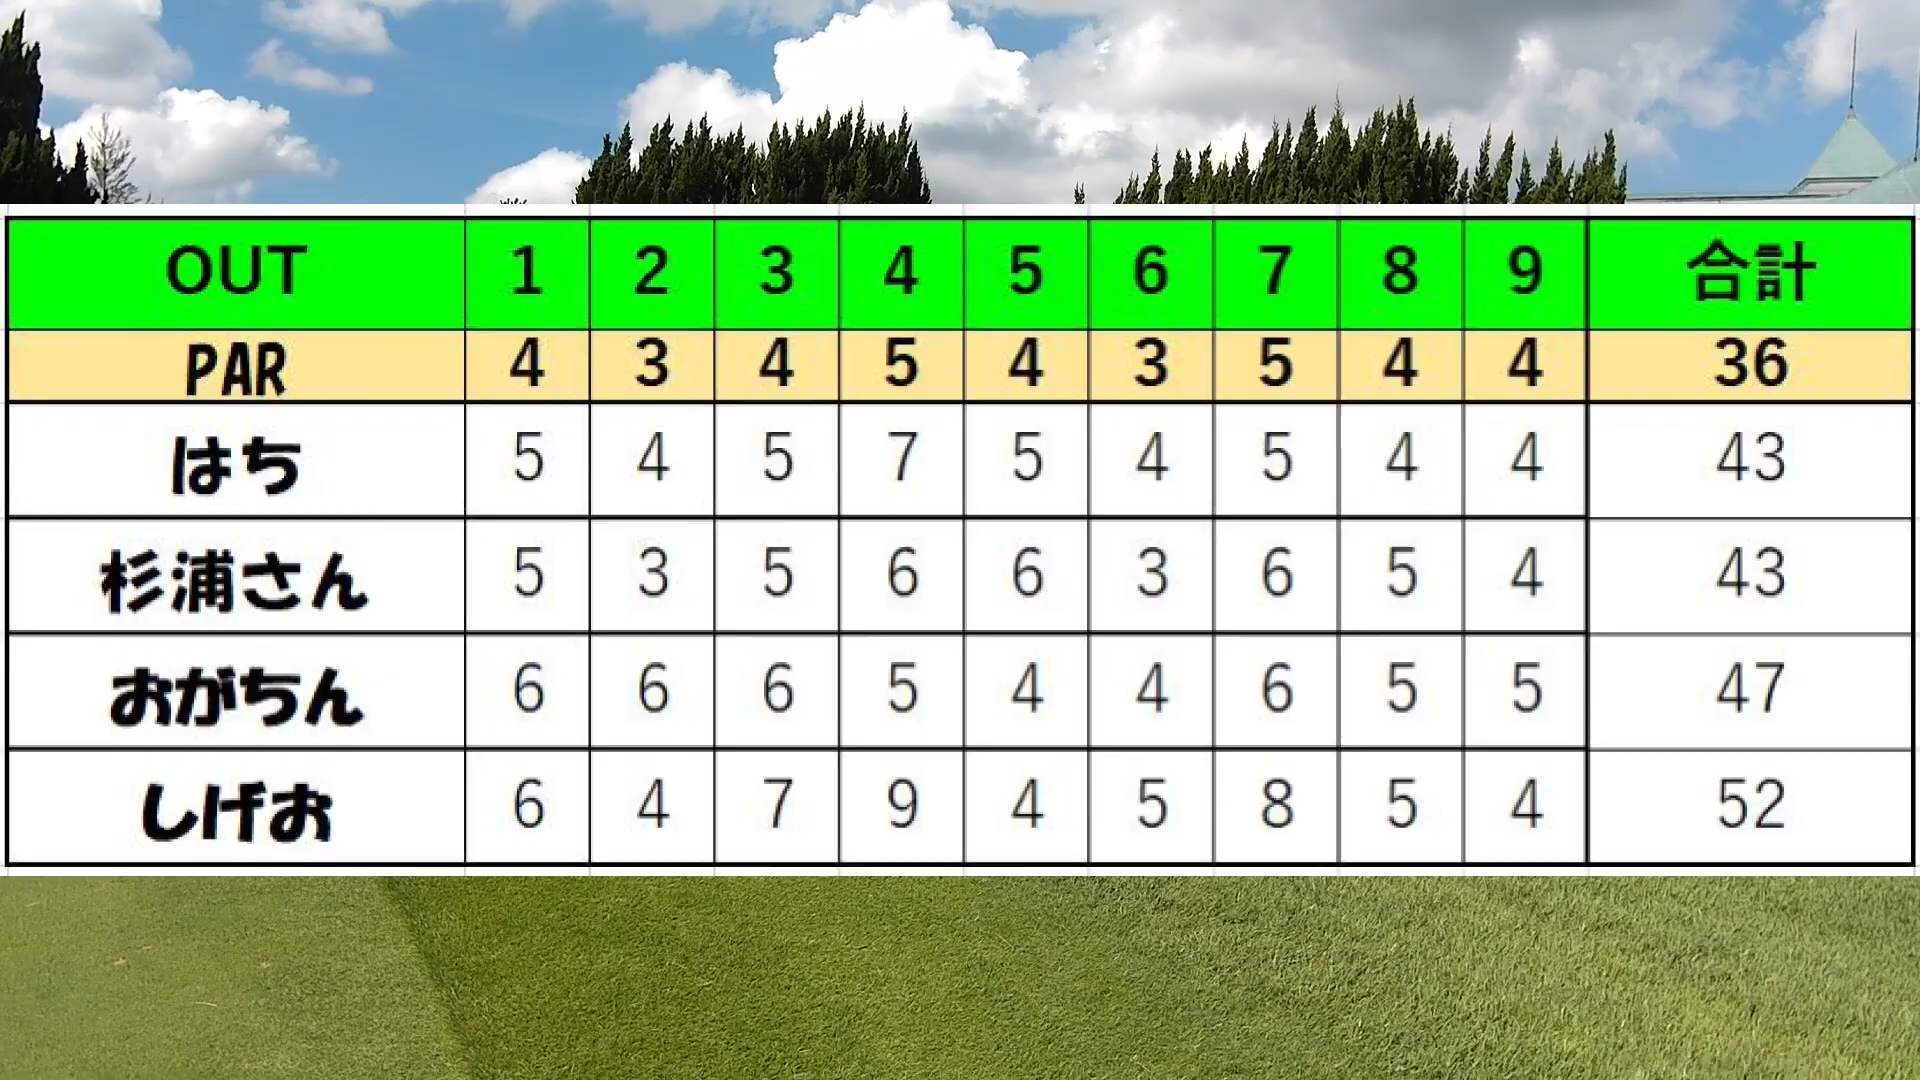 OUT 1 2 3 4 5 6 7 8 9 合計
PAR 4 3 4 5 4 3 5 4 4 36
はち 5 4 5 7 5 4 5 4 4 43
杉浦さん 5 3 5 6 6 3 6 5 4 43
おがちん 6 6 6 5 4 4 6 5 5 47
しげお 6 4 7 9 4 5 8 5 4 52